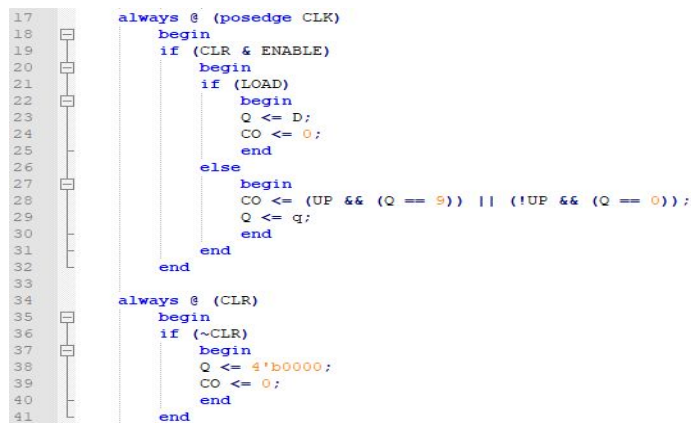 17 always @ (posedge CLK)
18 begin
19 if (CLR & ENABLE)
20 begin
21 if (LOAD)
22 begin
23 Q <= D;
24 CO <= 0;
25 end
26 else
27 begin
28 CO <= (UP && (Q == 9)) || (!UP && (Q == 0));
29 Q <= q;
30 end
31 end
32 end
33
34 always @ (CLR)
35 begin
36 if (~CLR)
37 begin
38 Q <= 4'b0000;
39 CO <= 0;
40 end
41 end